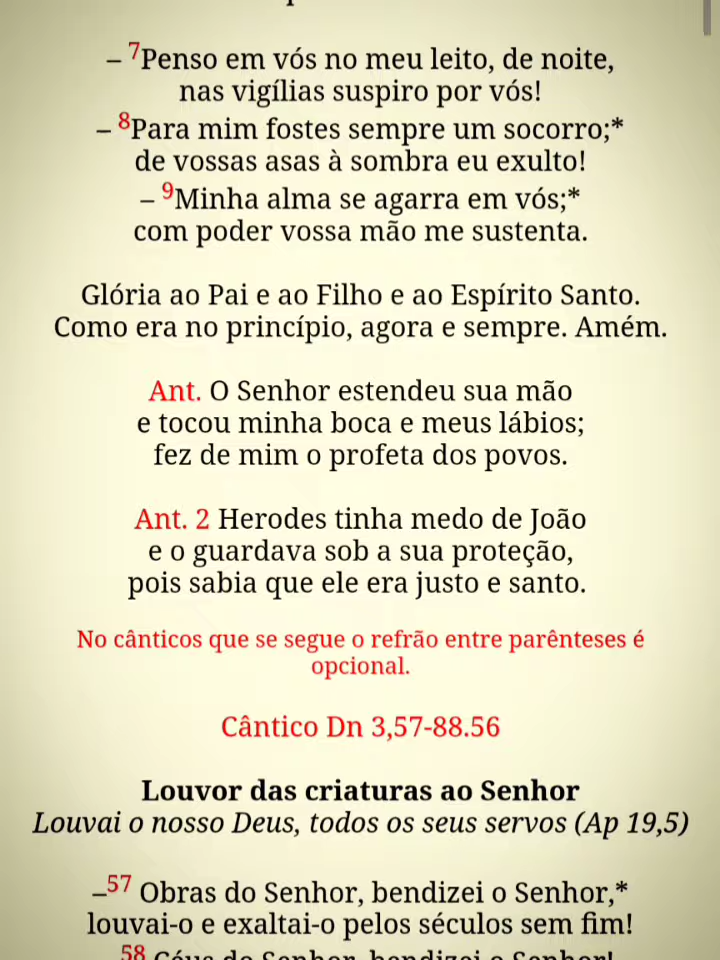 – 7Penso em vós no meu leito, de noite,
nas vigílias suspiro por vós!
– 8Para mim fostes sempre um socorro;*
de vossas asas à sombra eu exulto!
– 9Minha alma se agarra em vós;*
com poder vossa mão me sustenta.
Glória ao Pai e ao Filho e ao Espírito Santo.
Como era no princípio, agora e sempre. Amém.
Ant. O Senhor estendeu sua mão
e tocou minha boca e meus lábios;
fez de mim o profeta dos povos.
Ant. 2 Herodes tinha medo de João
e o guardava sob a sua proteção,
pois sabia que ele era justo e santo.
No cânticos que se segue o refrão entre parênteses é
opcional.
Cântico Dn 3,57-88.56
Louvor das criaturas ao Senhor
Louvai o nosso Deus, todos os seus servos (Ap 19,5)
–57 Obras do Senhor, bendizei o Senhor,*
louvai-o e exaltai-o pelos séculos sem fim!
58 Céus do Senhor, bendizei o Senhor!